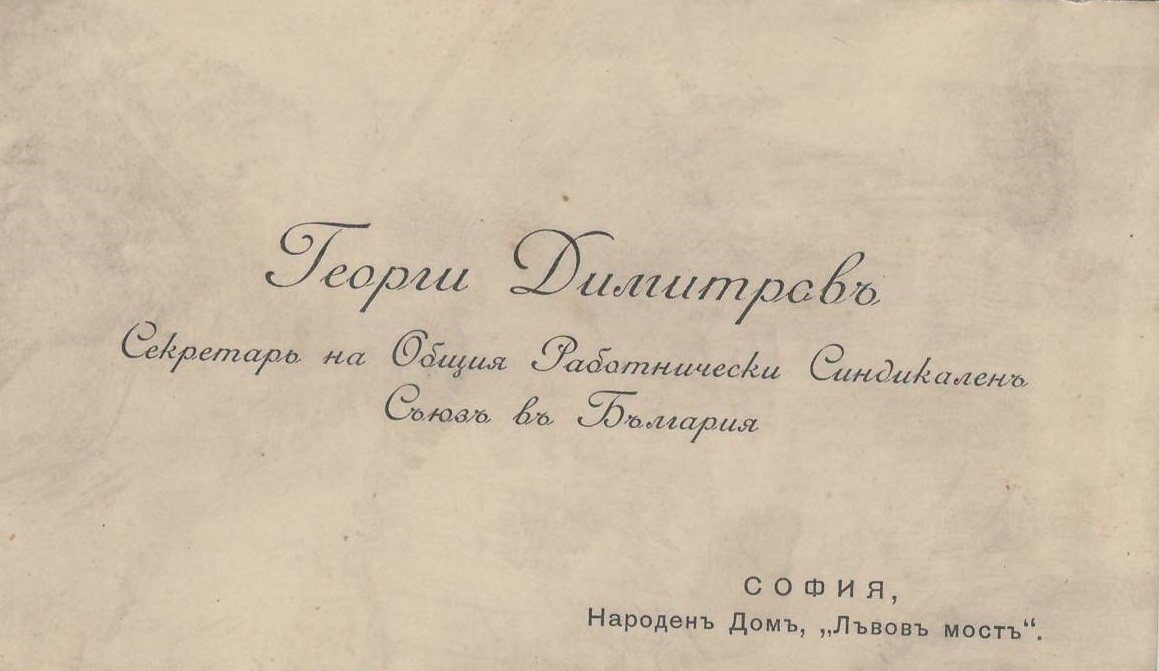 Георги Димитровъ
Секретарь на Общия Работнически Синдикаленъ
Съюзъ въ България
СОФИЯ,
Народенъ Домъ, „Лъвовъ мостъ“.